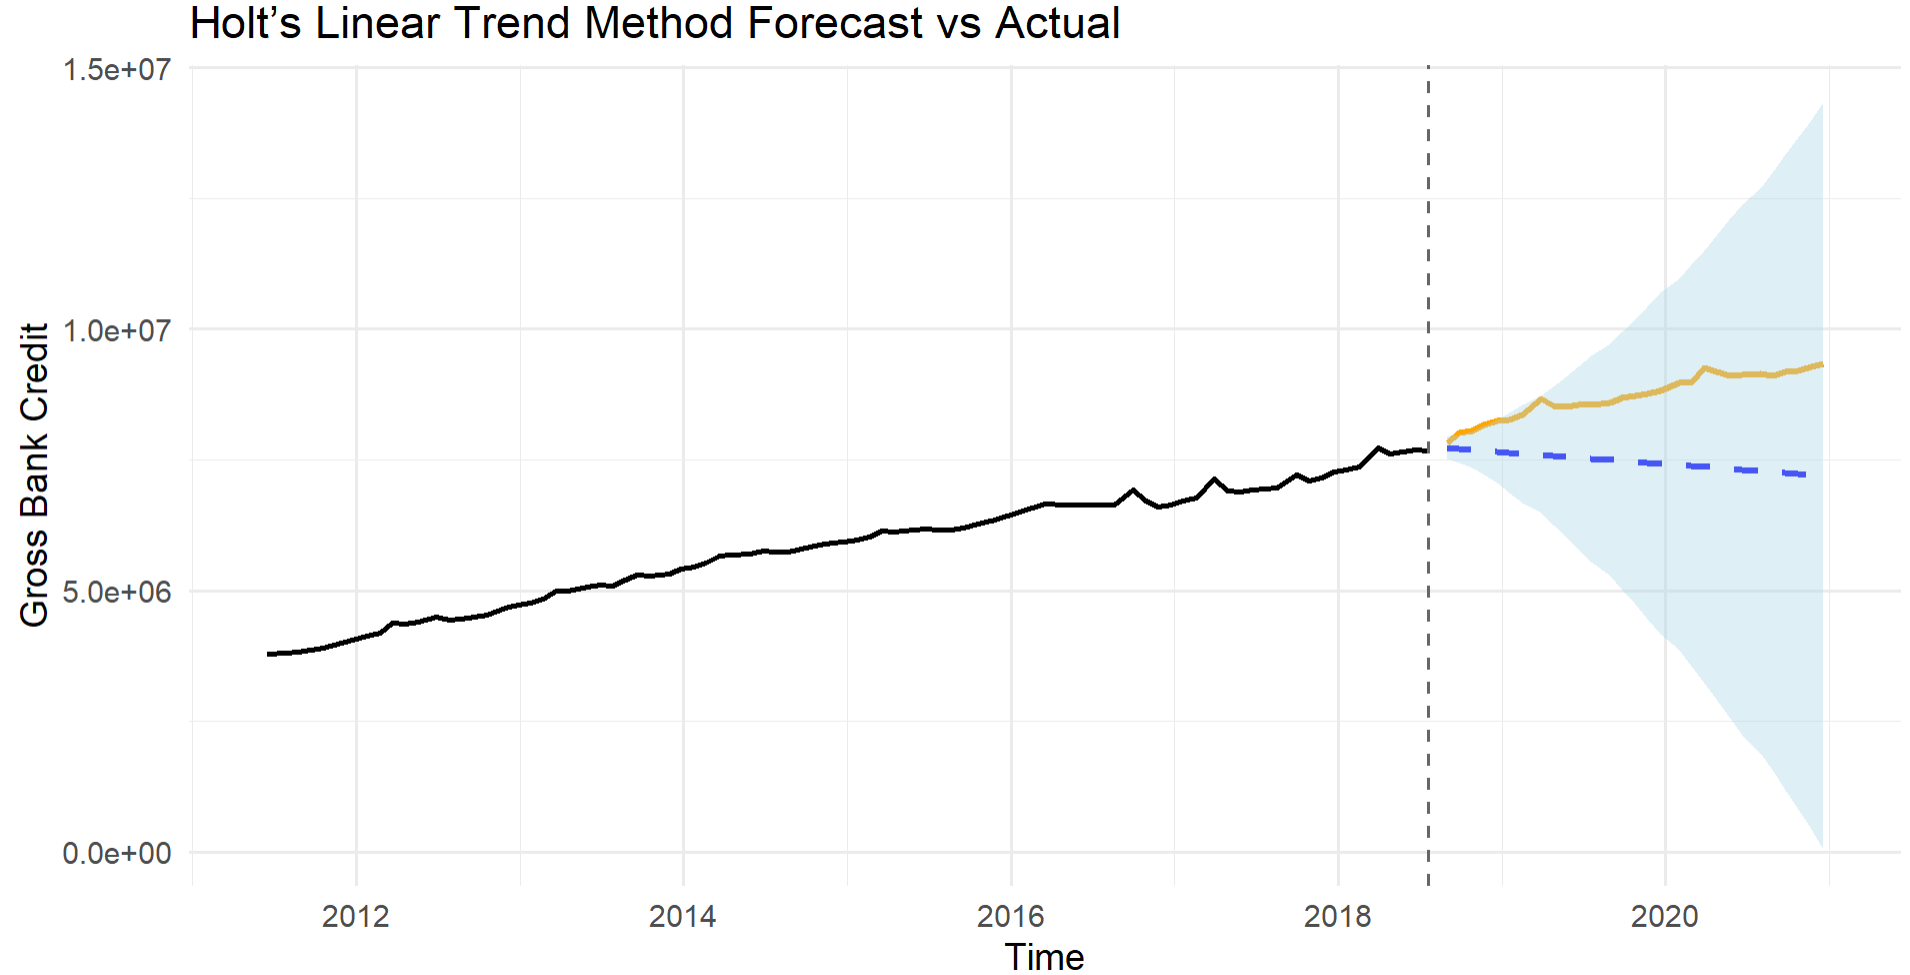 Holt’s Linear Trend Method Forecast vs Actual
1.5e+07
1.0e+07
5.0e+06
0.0e+00
Gross Bank Credit
2012 2014 2016 2018 2020
Time